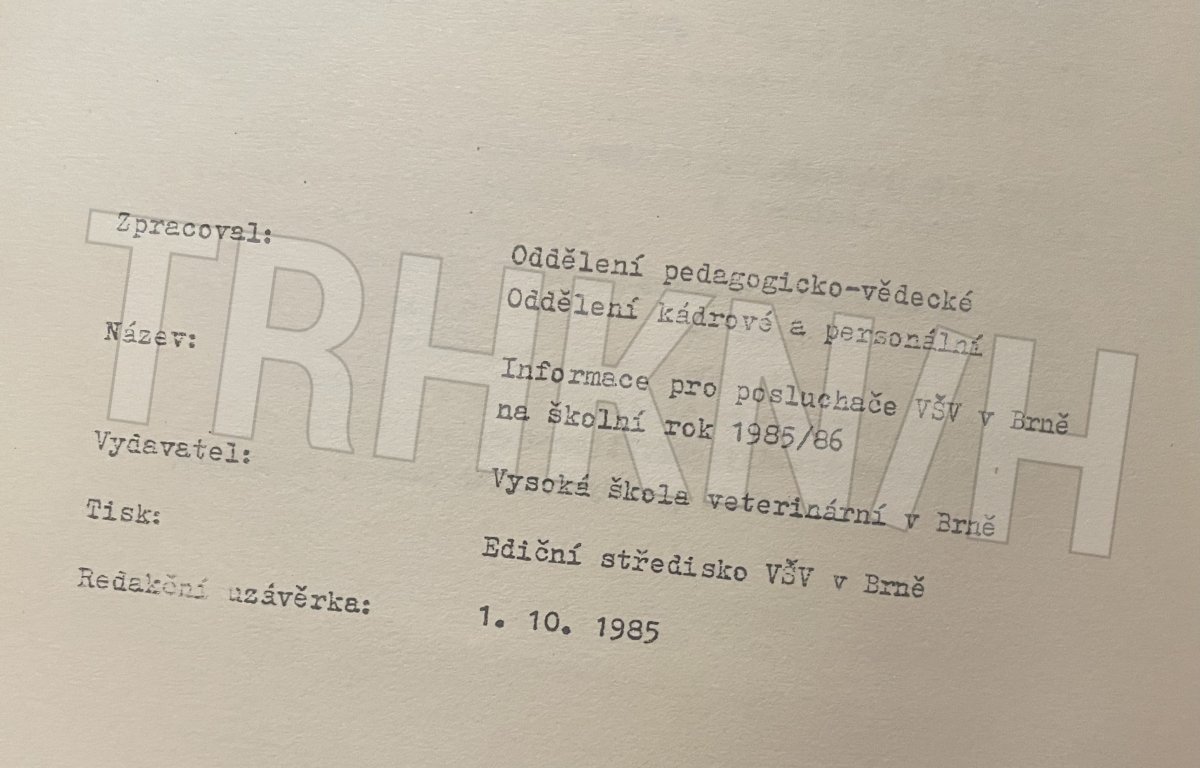 Zpracoval: Oddělení pedagogicko-vědecké
Oddělení kádrové a personální
Název: Informace pro posluchače VŠV v Brně
na školní rok 1985/86
Vydavatel: Vysoká škola veterinární v Brně
Tisk: Ediční středisko VŠV v Brně
Redakční uzávěrka: 1. 10. 1985
TRHKNIH